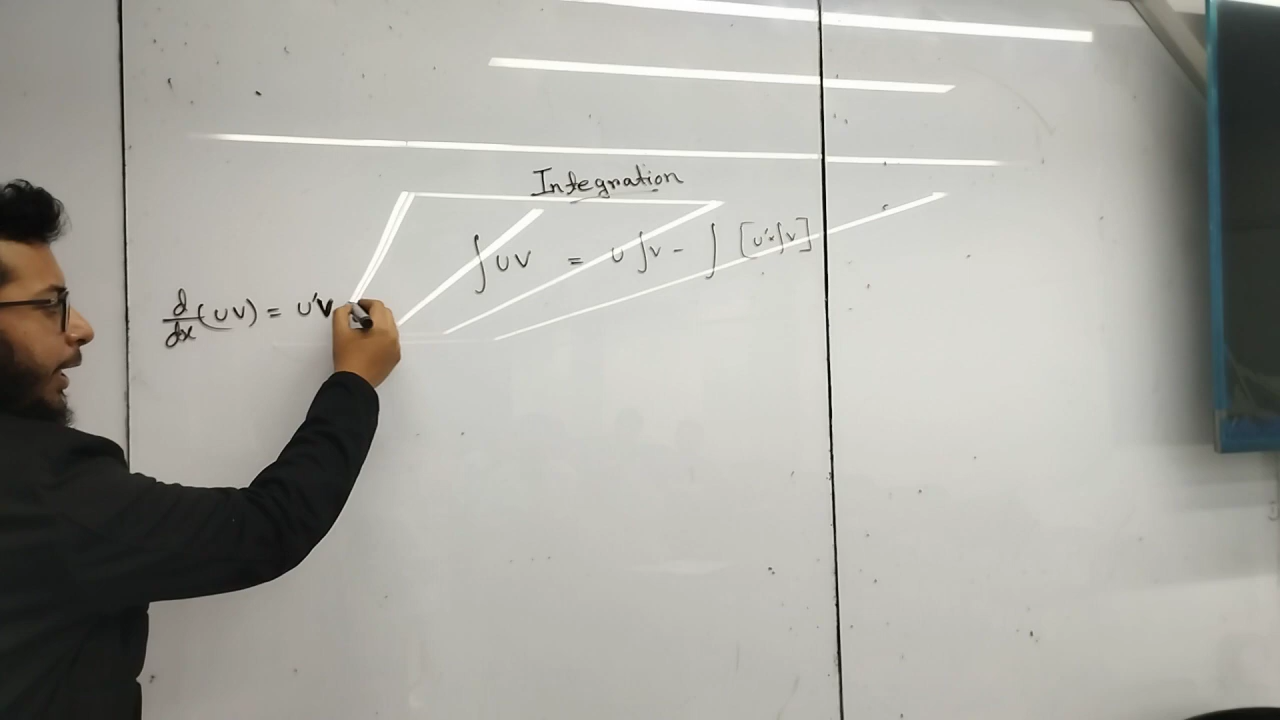 Integration
∫ UV = U ∫V - ∫ [U'∫V]
d/dx (UV) = U'V